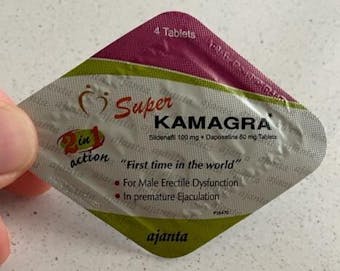 4 Tablets
Super
KAMAGRA
Sildenafil 100 mg + Dapoxetine 60 mg Tablets
2 in 1
action
"First time in the world"
• For Male Erectile Dysfunction
• In premature Ejaculation
ajanta